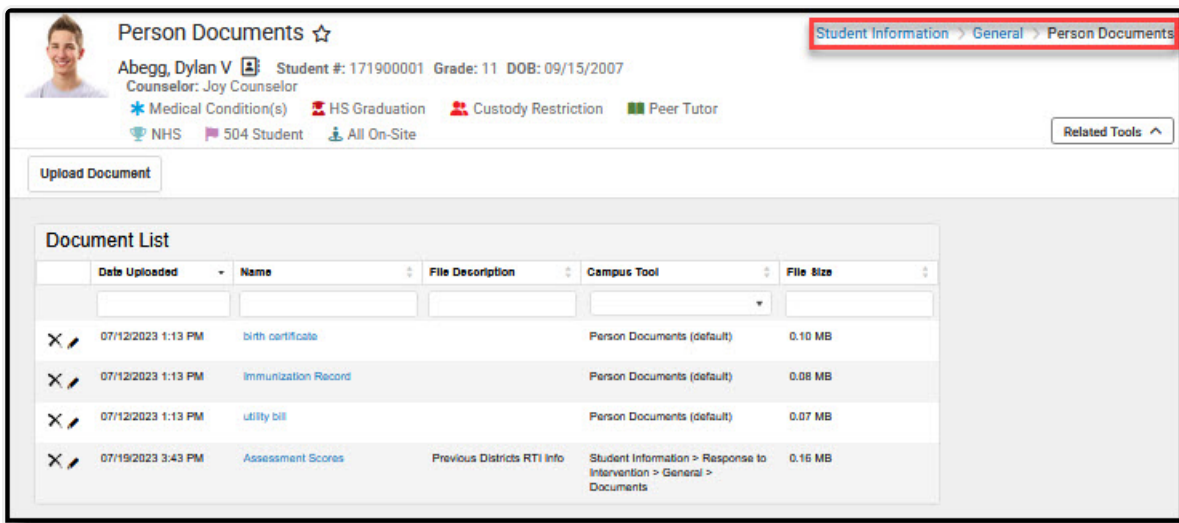 Person Documents
Student Information > General > Person Documents
Abegg, Dylan V Student #: 171900001 Grade: 11 DOB: 09/15/2007
Counselor: Joy Counselor
Medical Condition(s) HS Graduation Custody Restriction Peer Tutor
NHS 504 Student All On-Site
Related Tools
Upload Document
Document List
Date Uploaded Name File Description Campus Tool File Size
07/12/2023 1:13 PM birth certificate Person Documents (default) 0.10 MB
07/12/2023 1:13 PM Immunization Record Person Documents (default) 0.08 MB
07/12/2023 1:13 PM utility bill Person Documents (default) 0.07 MB
07/19/2023 3:43 PM Assessment Scores Previous Districts RTI Info Student Information > Response to 0.16 MB
Intervention > General >
Documents